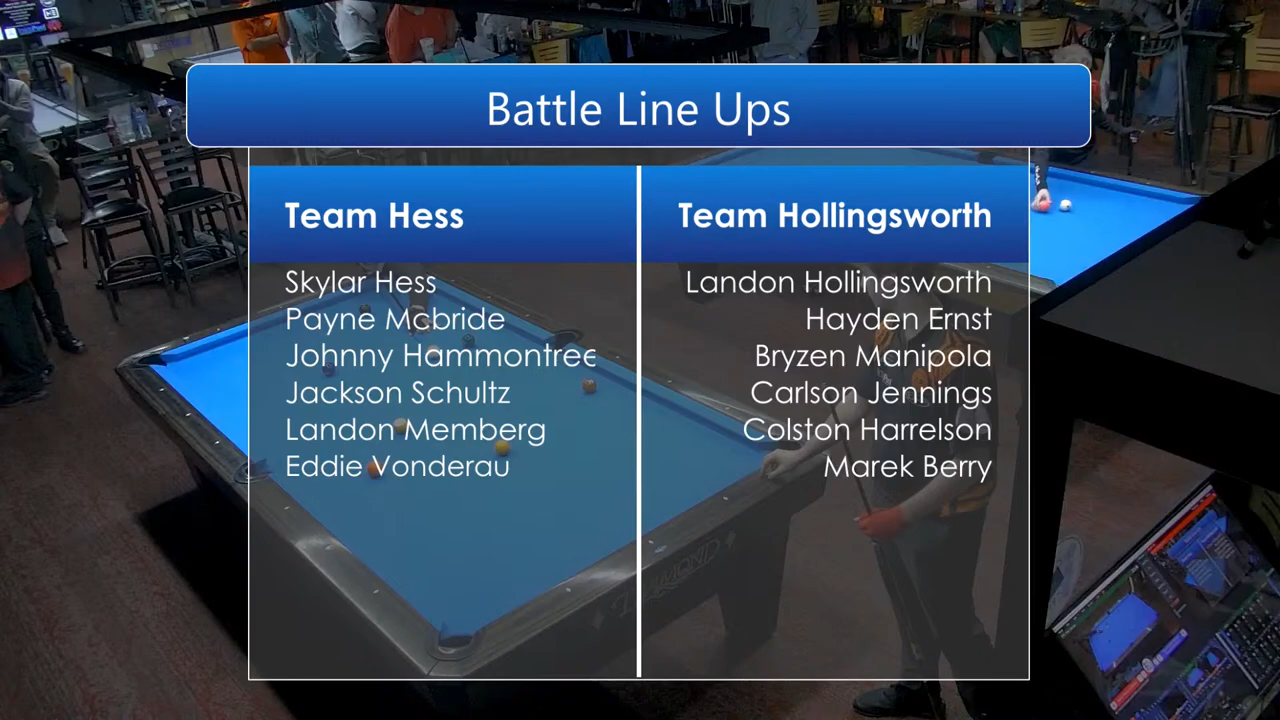 Battle Line Ups
Team Hess
Skylar Hess
Payne Mcbride
Johnny Hammontree
Jackson Schultz
Landon Memberg
Eddie Vonderau
Team Hollingsworth
Landon Hollingsworth
Hayden Ernst
Bryzen Manipola
Carlson Jennings
Colston Harrelson
Marek Berry
DIAMOND